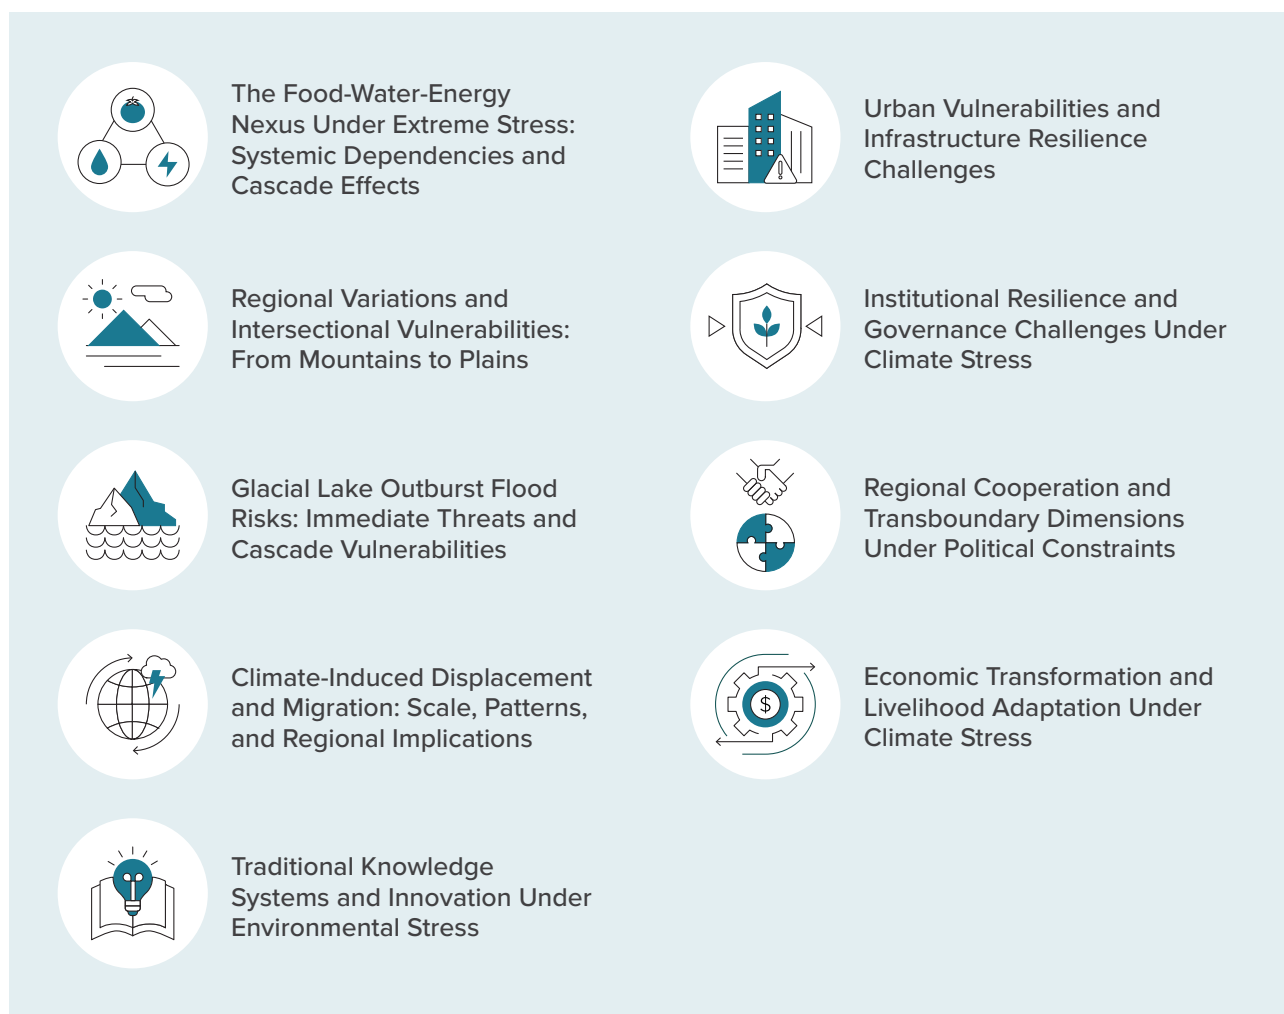 The Food-Water-Energy
Nexus Under Extreme Stress:
Systemic Dependencies and
Cascade Effects
Regional Variations and
Intersectional Vulnerabilities:
From Mountains to Plains
Glacial Lake Outburst Flood
Risks: Immediate Threats and
Cascade Vulnerabilities
Climate-Induced Displacement
and Migration: Scale, Patterns,
and Regional Implications
Traditional Knowledge
Systems and Innovation Under
Environmental Stress
Urban Vulnerabilities and
Infrastructure Resilience
Challenges
Institutional Resilience and
Governance Challenges Under
Climate Stress
Regional Cooperation and
Transboundary Dimensions
Under Political Constraints
$
Economic Transformation and
Livelihood Adaptation Under
Climate Stress